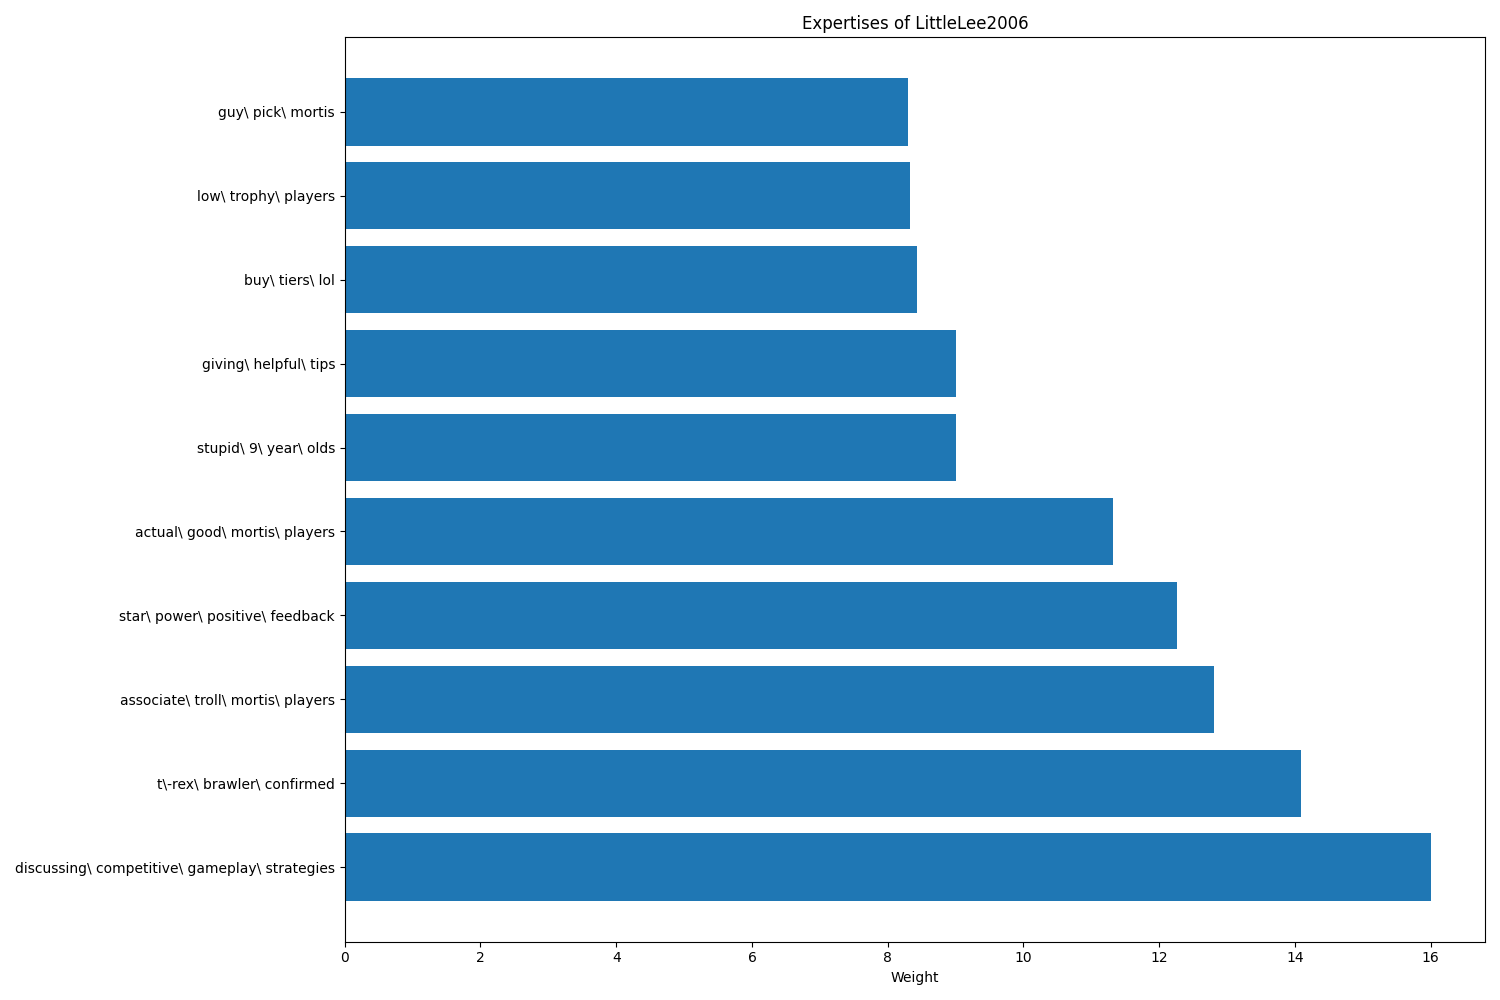 Expertises of LittleLee2006
guy\ pick\ mortis
low\ trophy\ players
buy\ tiers\ lol
giving\ helpful\ tips
stupid\ 9\ year\ olds
actual\ good\ mortis\ players
star\ power\ positive\ feedback
associate\ troll\ mortis\ players
t\-rex\ brawler\ confirmed
discussing\ competitive\ gameplay\ strategies
0 2 4 6 8 10 12 14 16
Weight